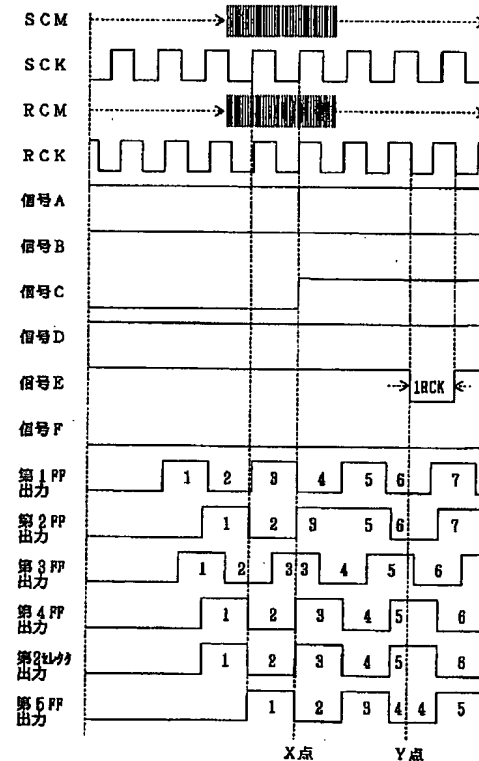 SCM
SCK
RCM
RCK
信号A
信号B
信号C
信号D
信号E
1RCK
信号F
第1FF
出力
1 2 3 4 5 6 7
第2FF
出力
1 2 3 5 6 7
第3FF
出力
1 2 3 3 4 5 6
第4FF
出力
1 2 3 4 5 6
第2セレクタ
出力
1 2 3 4 5 6
第5FF
出力
1 2 3 4 4 5
X点 Y点